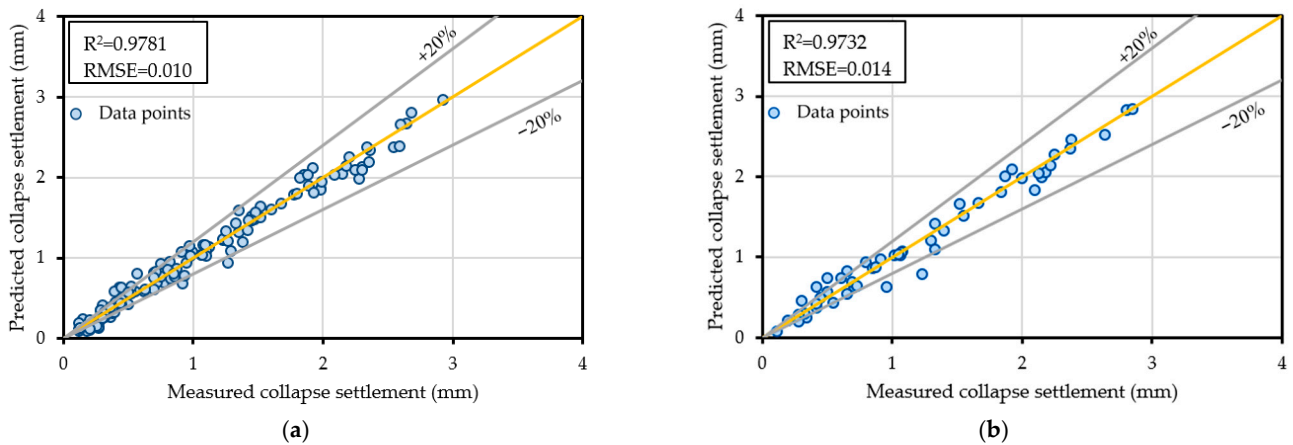 R²=0.9781
RMSE=0.010
Data points
+20%
−20%
4
3
2
1
0
0 1 2 3 4
Predicted collapse settlement (mm)
Measured collapse settlement (mm)
(a)
R²=0.9732
RMSE=0.014
Data points
+20%
−20%
4
3
2
1
0
0 1 2 3 4
Predicted collapse settlement (mm)
Measured collapse settlement (mm)
(b)